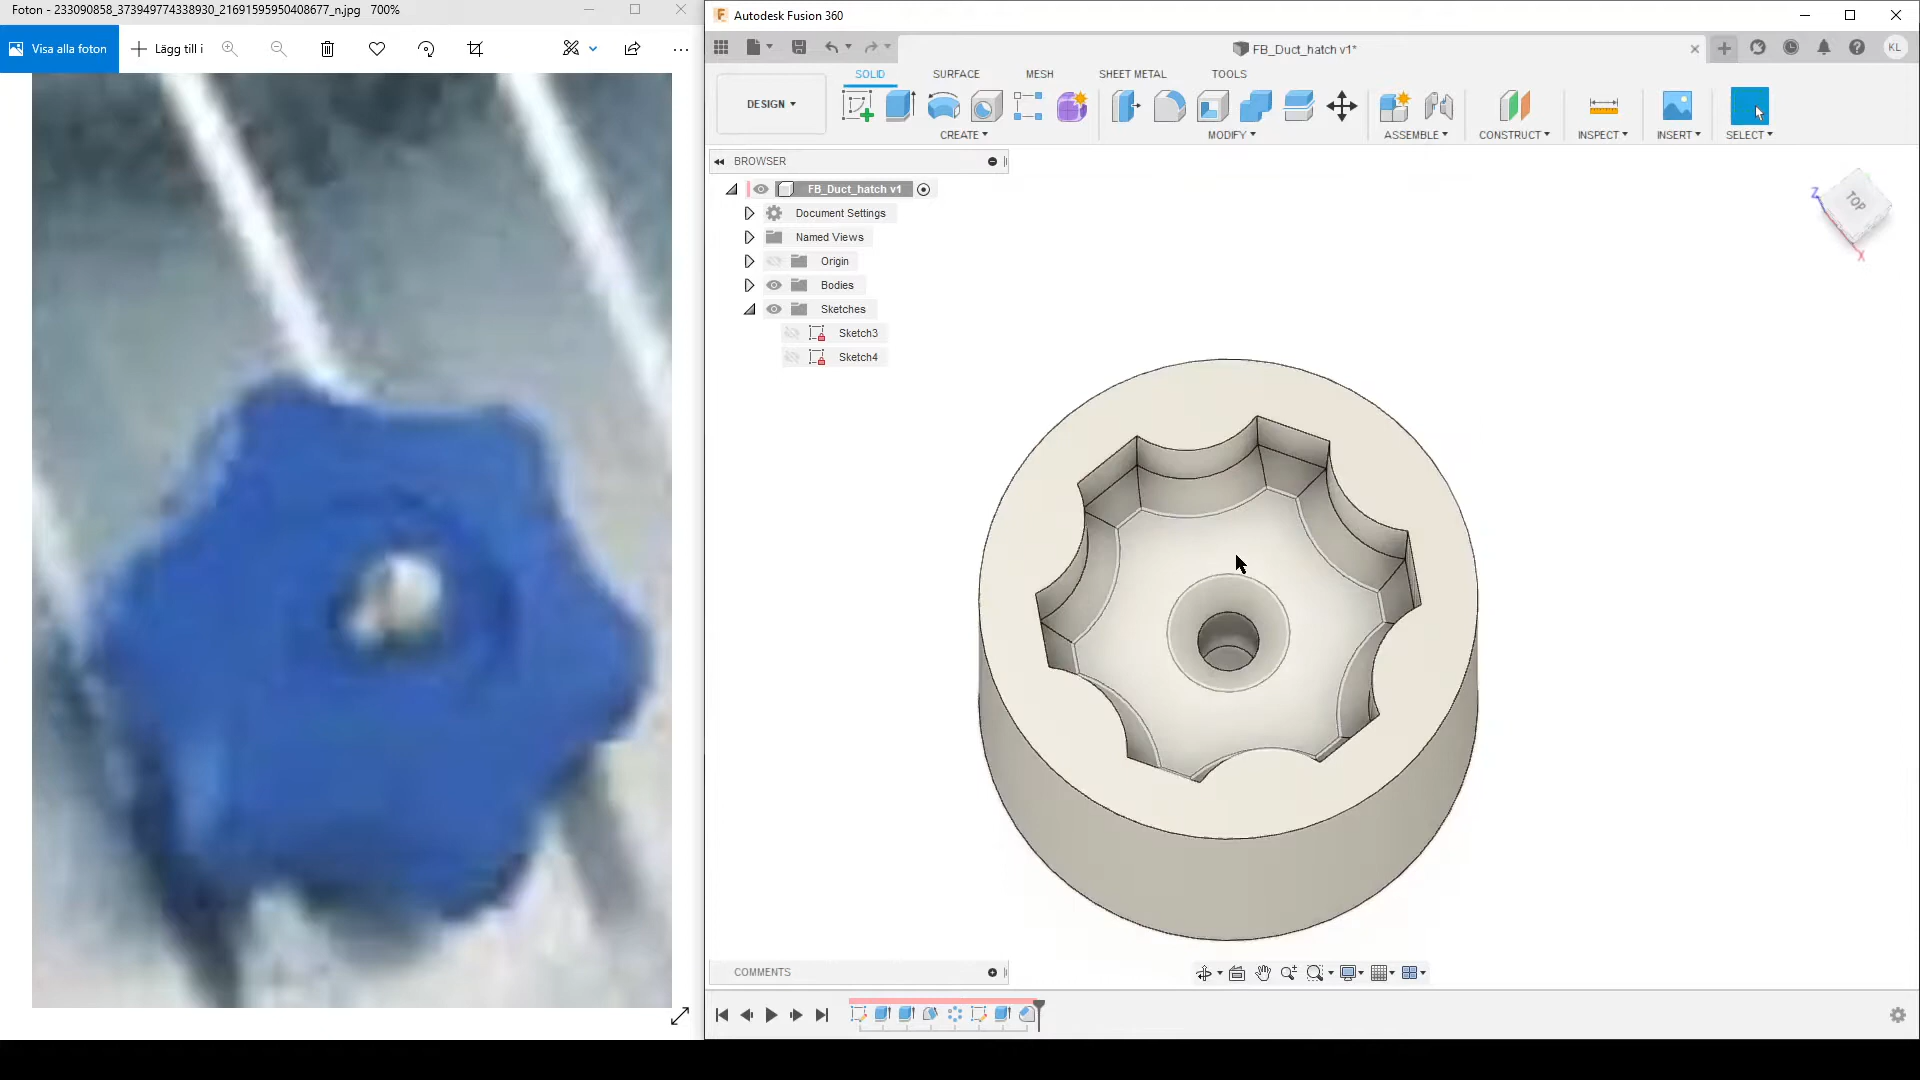 Foton - 233090858_373949774338930_21691595950408677_n.jpg   700%
Visa alla foton
Lägg till i
Autodesk Fusion 360
FB_Duct_hatch v1*
KL
DESIGN
SOLID
SURFACE
MESH
SHEET METAL
TOOLS
CREATE
MODIFY
ASSEMBLE
CONSTRUCT
INSPECT
INSERT
SELECT
BROWSER
FB_Duct_hatch v1
Document Settings
Named Views
Origin
Bodies
Sketches
Sketch3
Sketch4
Z
TOP
X
COMMENTS